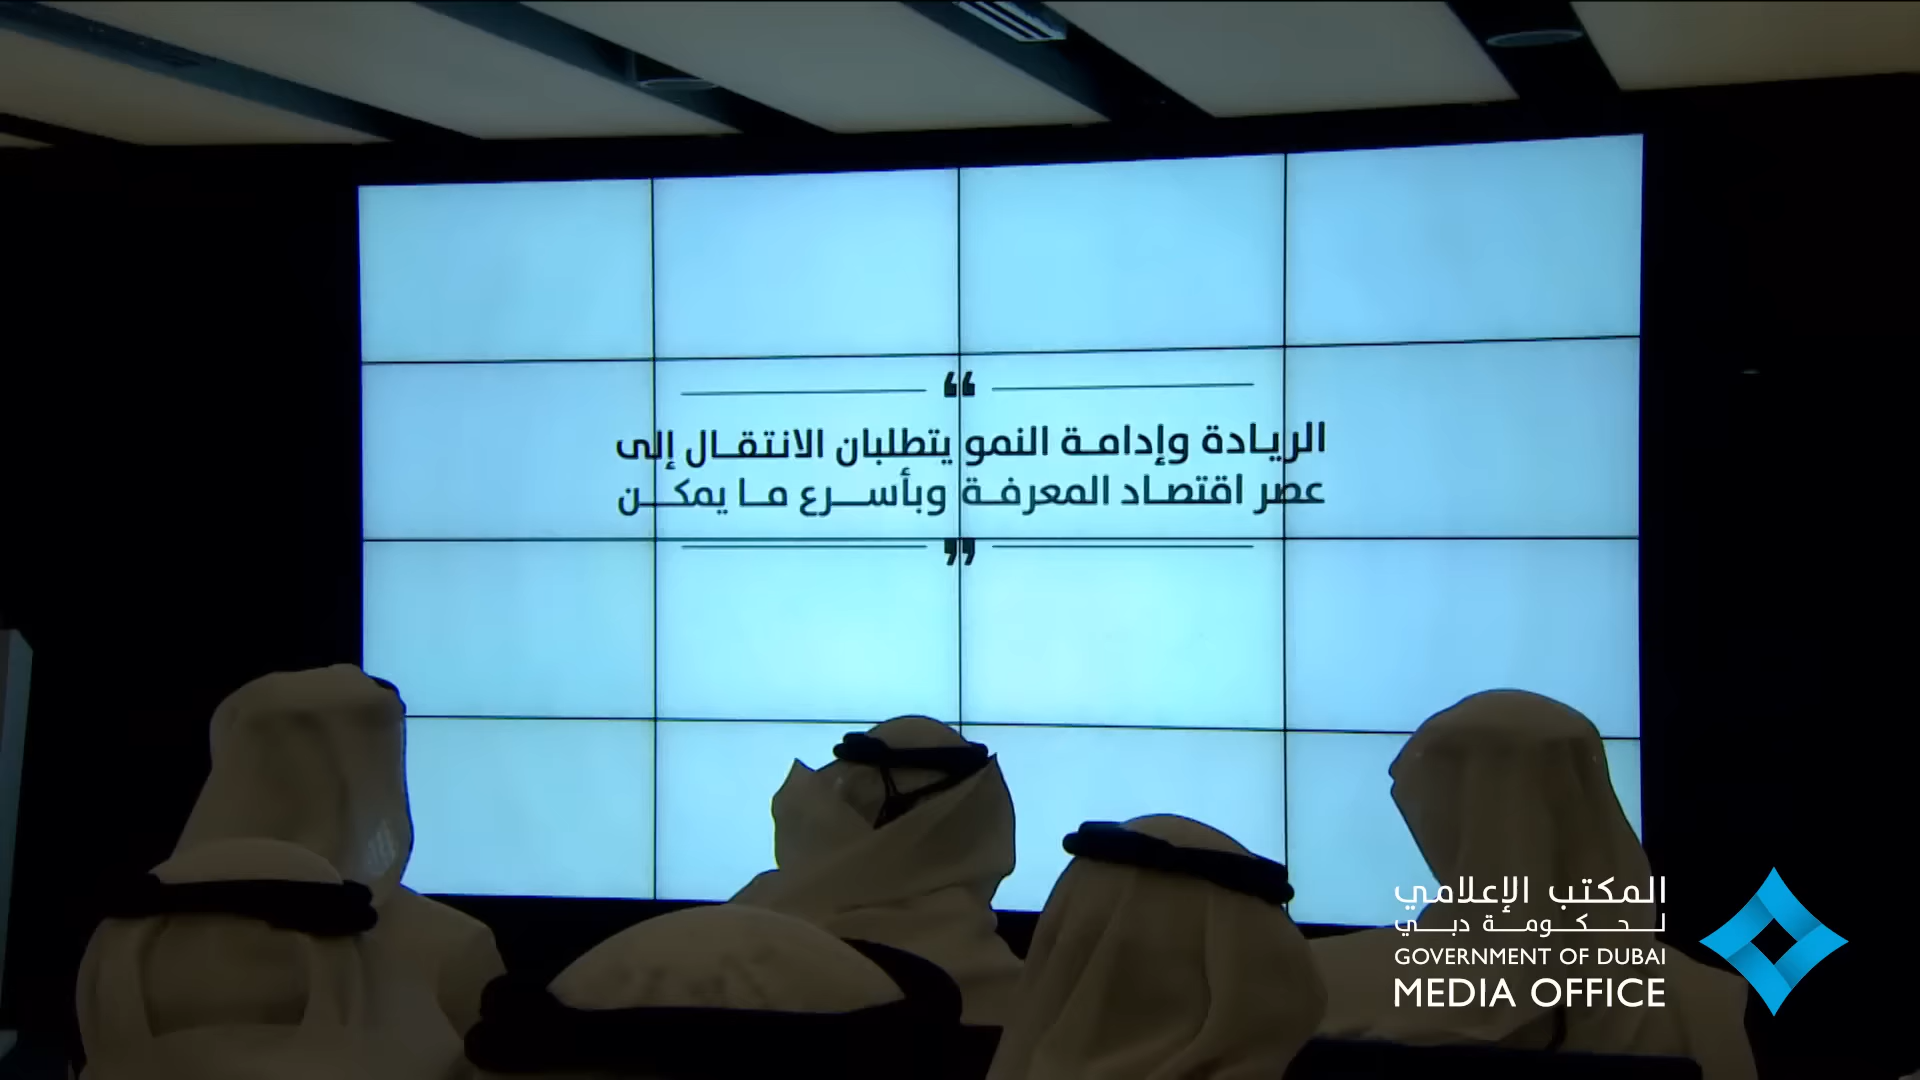 ❝
الريادة وإدامة النمو يتطلبان الانتقال إلى
عصر اقتصاد المعرفة وبأسرع ما يمكن
❞
المكتب الإعلامي
لحكومة دبي
GOVERNMENT OF DUBAI
MEDIA OFFICE